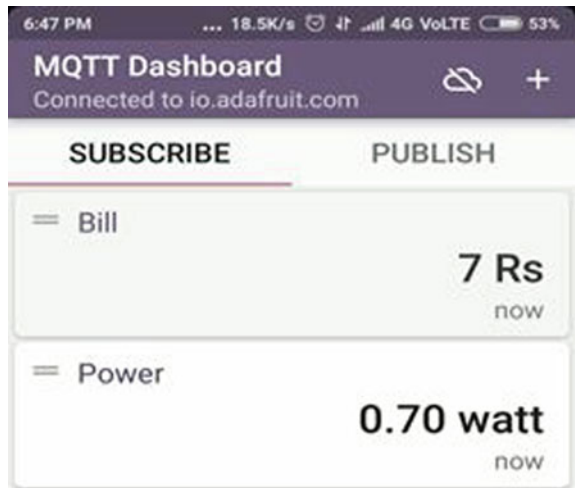 6:47 PM ... 18.5K/s 4G VoLTE 53%
MQTT Dashboard
Connected to io.adafruit.com
SUBSCRIBE PUBLISH
Bill
7 Rs
now
Power
0.70 watt
now